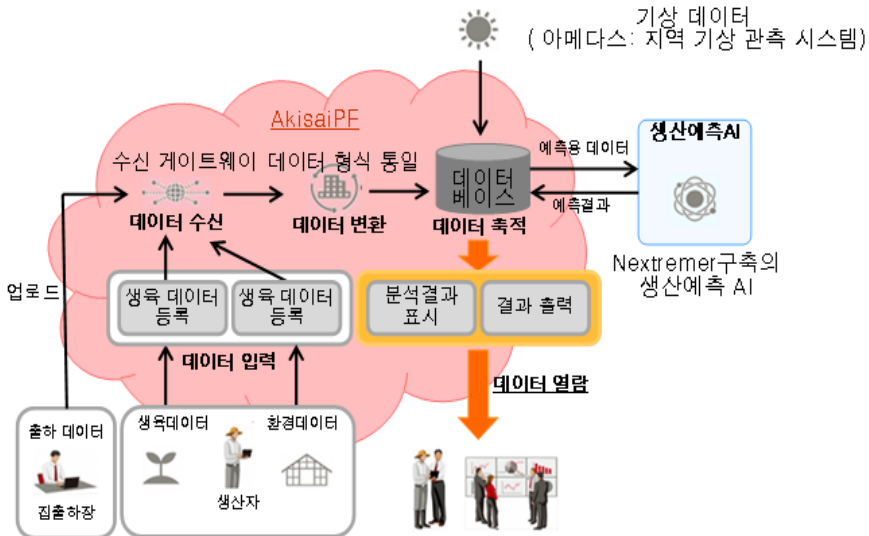 기상 데이터
( 아메다스: 지역 기상 관측 시스템)
AkisaiPF
수신 게이트웨이 데이터 형식 통일
데이터 수신
데이터 변환
데이터
베이스
데이터 축적
예측용 데이터
예측결과
생산예측AI
Nextremer구축의
생산예측 AI
업로드
생육 데이터
등록
생육 데이터
등록
데이터 입력
분석결과
표시
결과 출력
데이터 열람
출하 데이터
집출하장
생육데이터
환경데이터
생산자